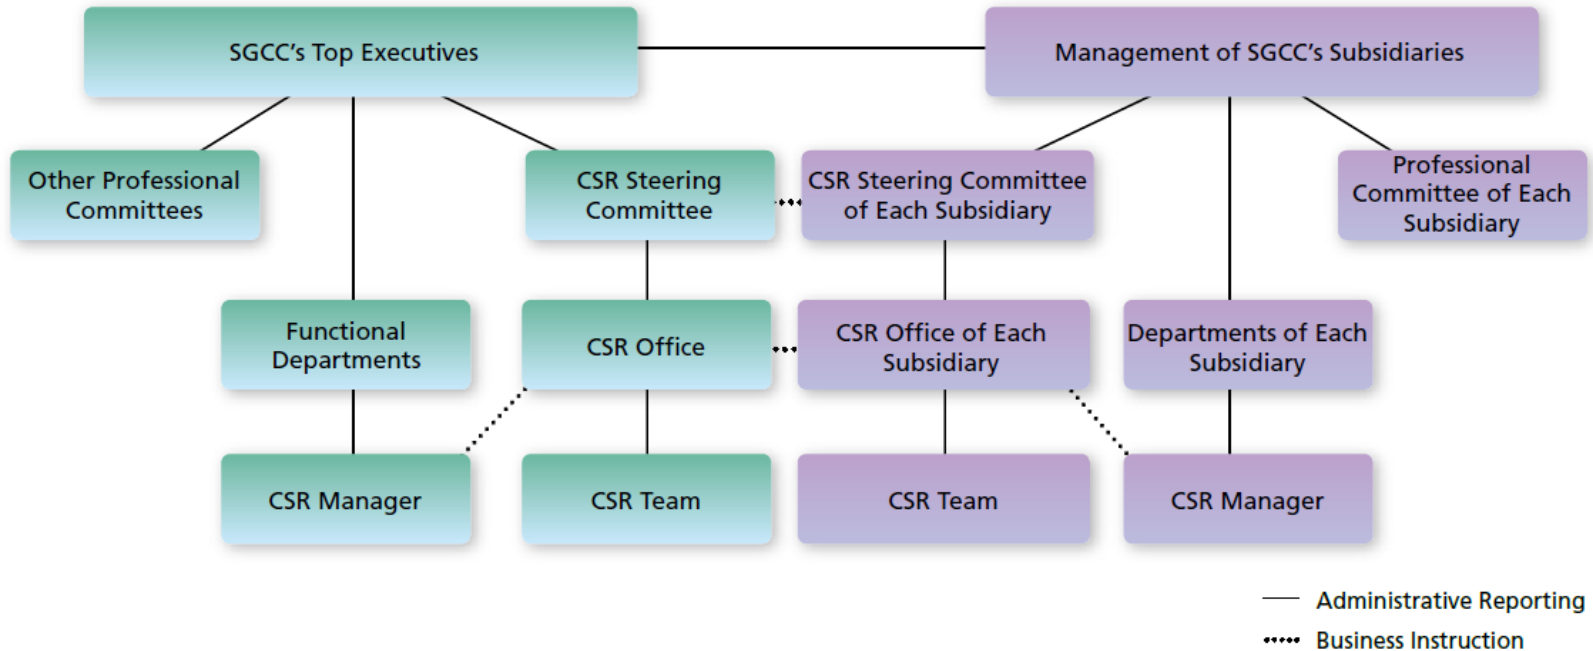 SGCC’s Top Executives
Management of SGCC’s Subsidiaries
Other Professional
Committees
CSR Steering
Committee
CSR Steering Committee
of Each Subsidiary
Professional
Committee of Each
Subsidiary
Functional
Departments
CSR Office
CSR Office of Each
Subsidiary
Departments of Each
Subsidiary
CSR Manager
CSR Team
CSR Team
CSR Manager
Administrative Reporting
Business Instruction